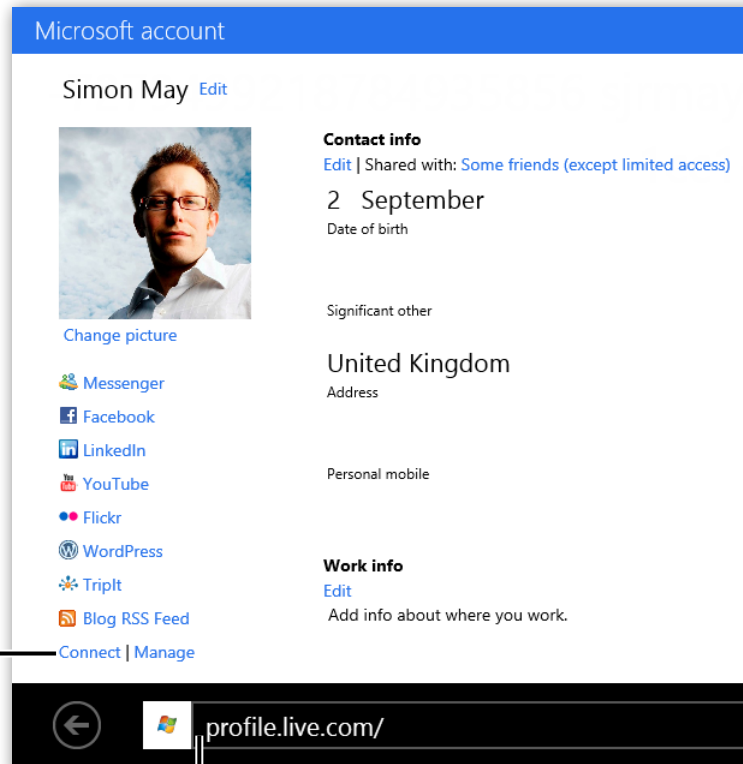 Microsoft account
Simon May Edit
Change picture
Messenger
Facebook
LinkedIn
You Tube YouTube
Flickr
WordPress
TripIt
Blog RSS Feed
Connect | Manage
Contact info
Edit | Shared with: Some friends (except limited access)
2 September
Date of birth
Significant other
United Kingdom
Address
Personal mobile
Work info
Edit
Add info about where you work.
profile.live.com/